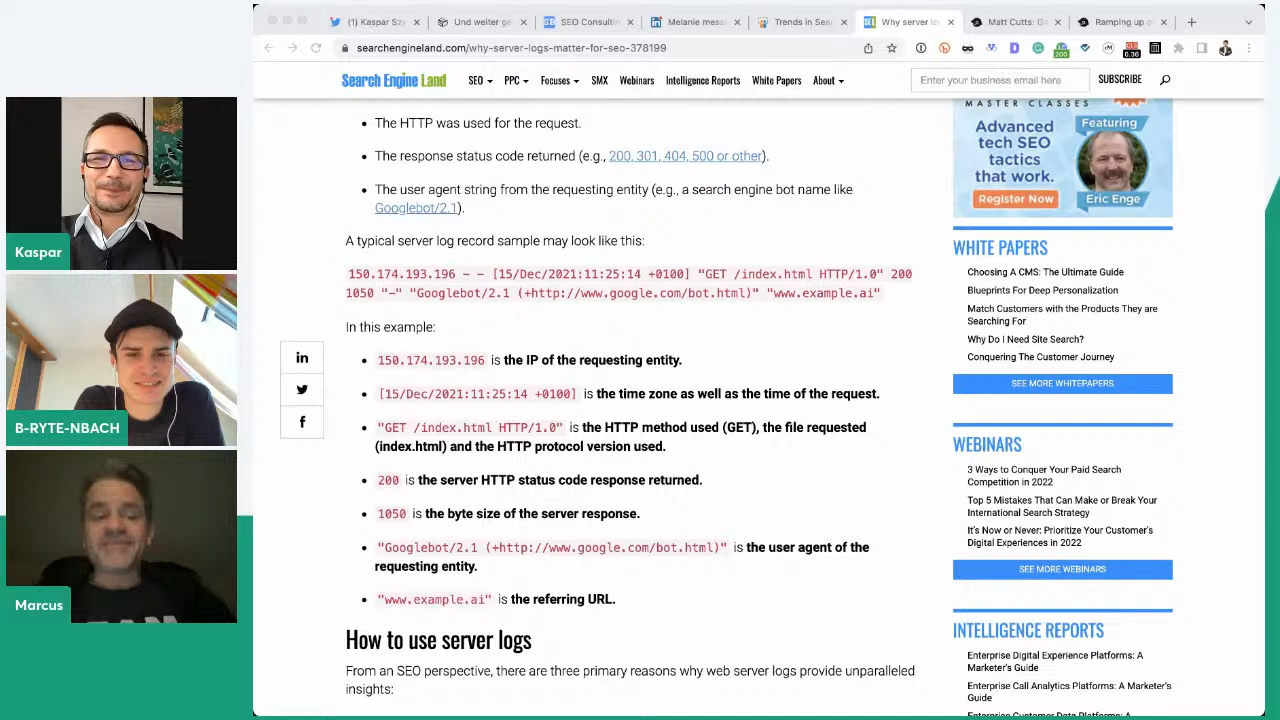 (1) Kaspar Szy
Und weiter ge
SEO Consultin
Melanie mess
Trends in Sear
Why server lo
Matt Cutts: G
Ramping up o
searchengineland.com/why-server-logs-matter-for-seo-378199
200
0.36
Search Engine Land
SEO
PPC
Focuses
SMX
Webinars
Intelligence Reports
White Papers
About
Enter your business email here
SUBSCRIBE
• The HTTP was used for the request.
• The response status code returned (e.g., 200, 301, 404, 500 or other).
• The user agent string from the requesting entity (e.g., a search engine bot name like
Googlebot/2.1).
A typical server log record sample may look like this:
150.174.193.196 - - [15/Dec/2021:11:25:14 +0100] "GET /index.html HTTP/1.0" 200
1050 "-" "Googlebot/2.1 (+http://www.google.com/bot.html)" "www.example.ai"
In this example:
• 150.174.193.196 is the IP of the requesting entity.
• [15/Dec/2021:11:25:14 +0100] is the time zone as well as the time of the request.
• "GET /index.html HTTP/1.0" is the HTTP method used (GET), the file requested
(index.html) and the HTTP protocol version used.
• 200 is the server HTTP status code response returned.
• 1050 is the byte size of the server response.
• "Googlebot/2.1 (+http://www.google.com/bot.html)" is the user agent of the
requesting entity.
• "www.example.ai" is the referring URL.
How to use server logs
From an SEO perspective, there are three primary reasons why web server logs provide unparalleled
insights:
MASTER CLASSES
Advanced
tech SEO
tactics
that work.
Register Now
Featuring
Eric Enge
WHITE PAPERS
Choosing A CMS: The Ultimate Guide
Blueprints For Deep Personalization
Match Customers with the Products They are
Searching For
Why Do I Need Site Search?
Conquering The Customer Journey
SEE MORE WHITEPAPERS
WEBINARS
3 Ways to Conquer Your Paid Search
Competition in 2022
Top 5 Mistakes That Can Make or Break Your
International Search Strategy
It's Now or Never: Prioritize Your Customer's
Digital Experiences in 2022
SEE MORE WEBINARS
INTELLIGENCE REPORTS
Enterprise Digital Experience Platforms: A
Marketer's Guide
Enterprise Call Analytics Platforms: A Marketer's
Guide
Enterprise Customer Data Platforms: A
Kaspar
B-RYTE-NBACH
Marcus